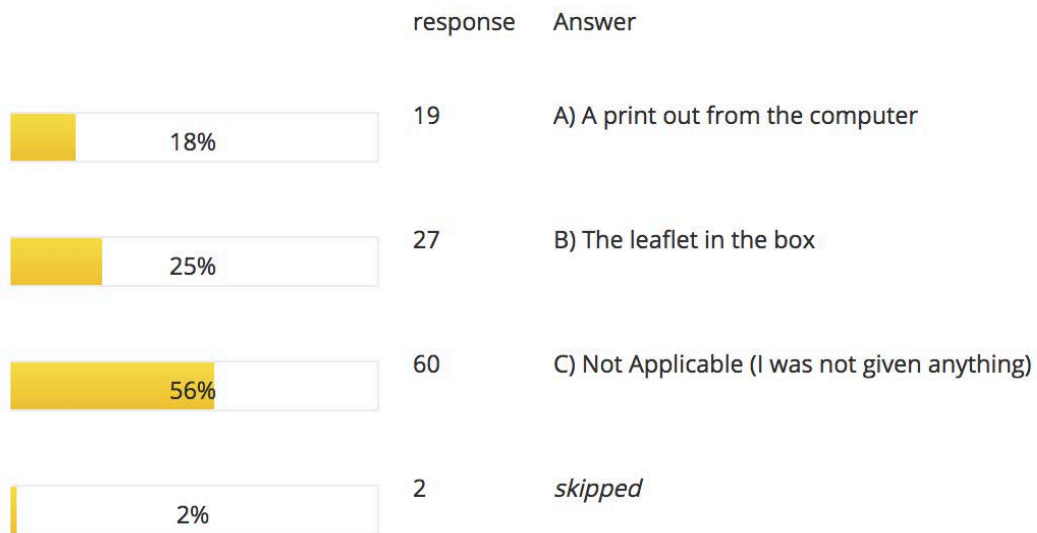 response Answer
18% 19 A) A print out from the computer
25% 27 B) The leaflet in the box
56% 60 C) Not Applicable (I was not given anything)
2% 2 skipped